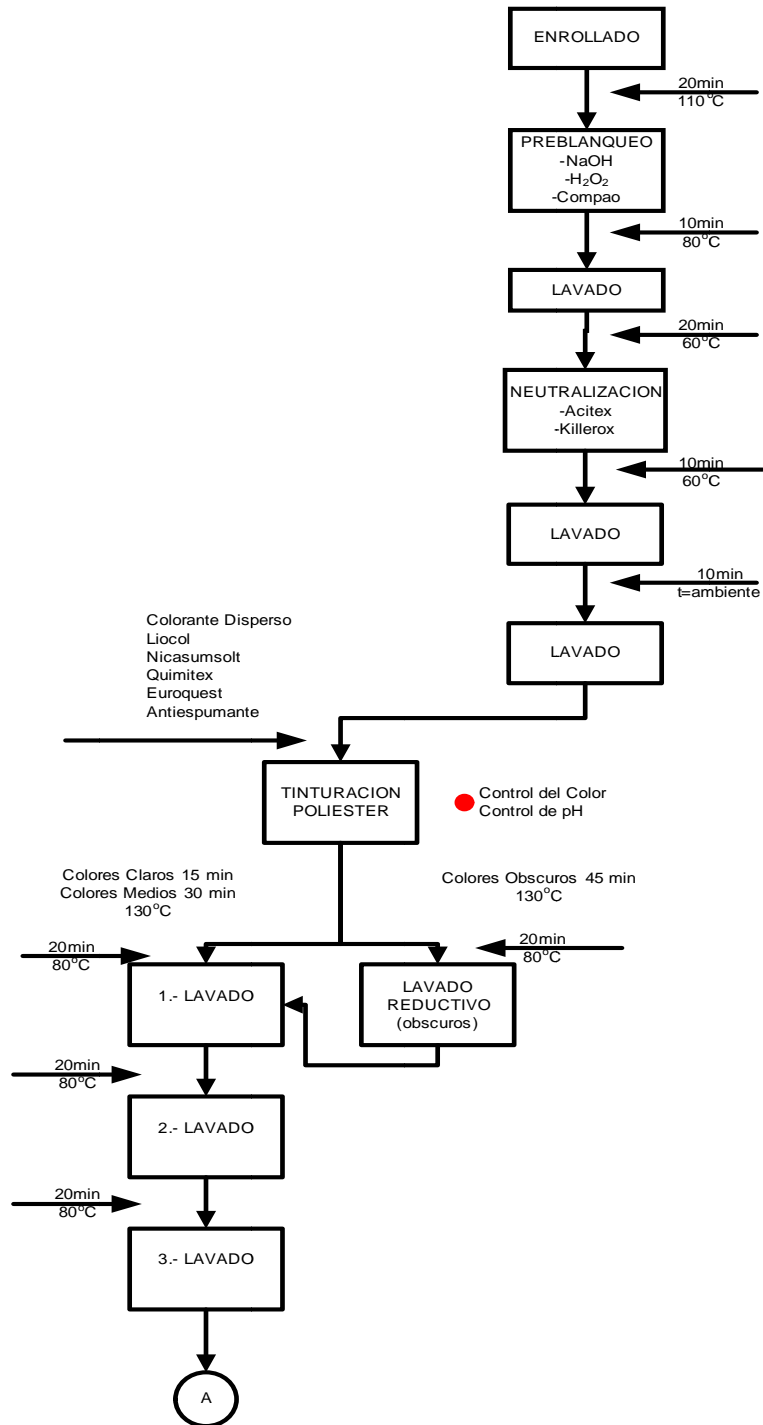 ENROLLADO
20min
110°C
PREBLANQUEO
-NaOH
-H₂O₂
-Compao
10min
80°C
LAVADO
20min
60°C
NEUTRALIZACION
-Acitex
-Killerox
10min
60°C
LAVADO
10min
t=ambiente
LAVADO
Colorante Disperso
Liocol
Nicasumsolt
Quimitex
Euroquest
Antiespumante
TINTURACION
POLIESTER
Control del Color
Control de pH
Colores Claros 15 min
Colores Medios 30 min
130°C
Colores Obscuros 45 min
130°C
20min
80°C
1.- LAVADO
20min
80°C
LAVADO
REDUCTIVO
(obscuros)
20min
80°C
2.- LAVADO
20min
80°C
3.- LAVADO
A